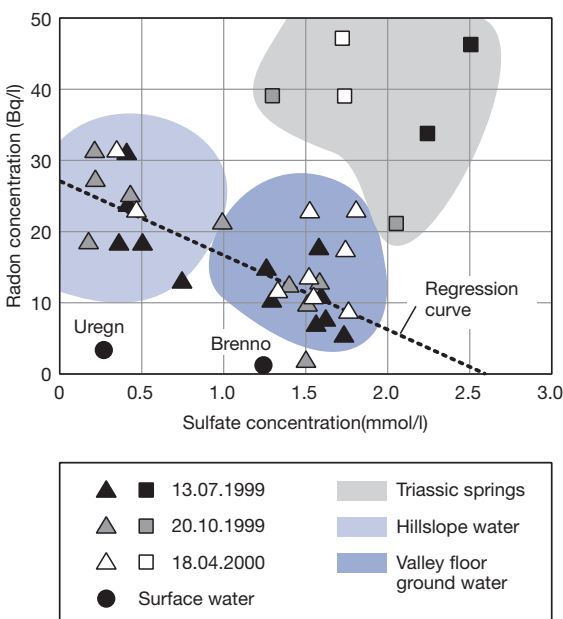 Radon concentration (Bq/l)
50
40
30
20
10
0
Uregn
Brenno
Regression
curve
0 0.5 1.0 1.5 2.0 2.5 3.0
Sulfate concentration(mmol/l)
13.07.1999
20.10.1999
18.04.2000
Surface water
Triassic springs
Hillslope water
Valley floor
ground water